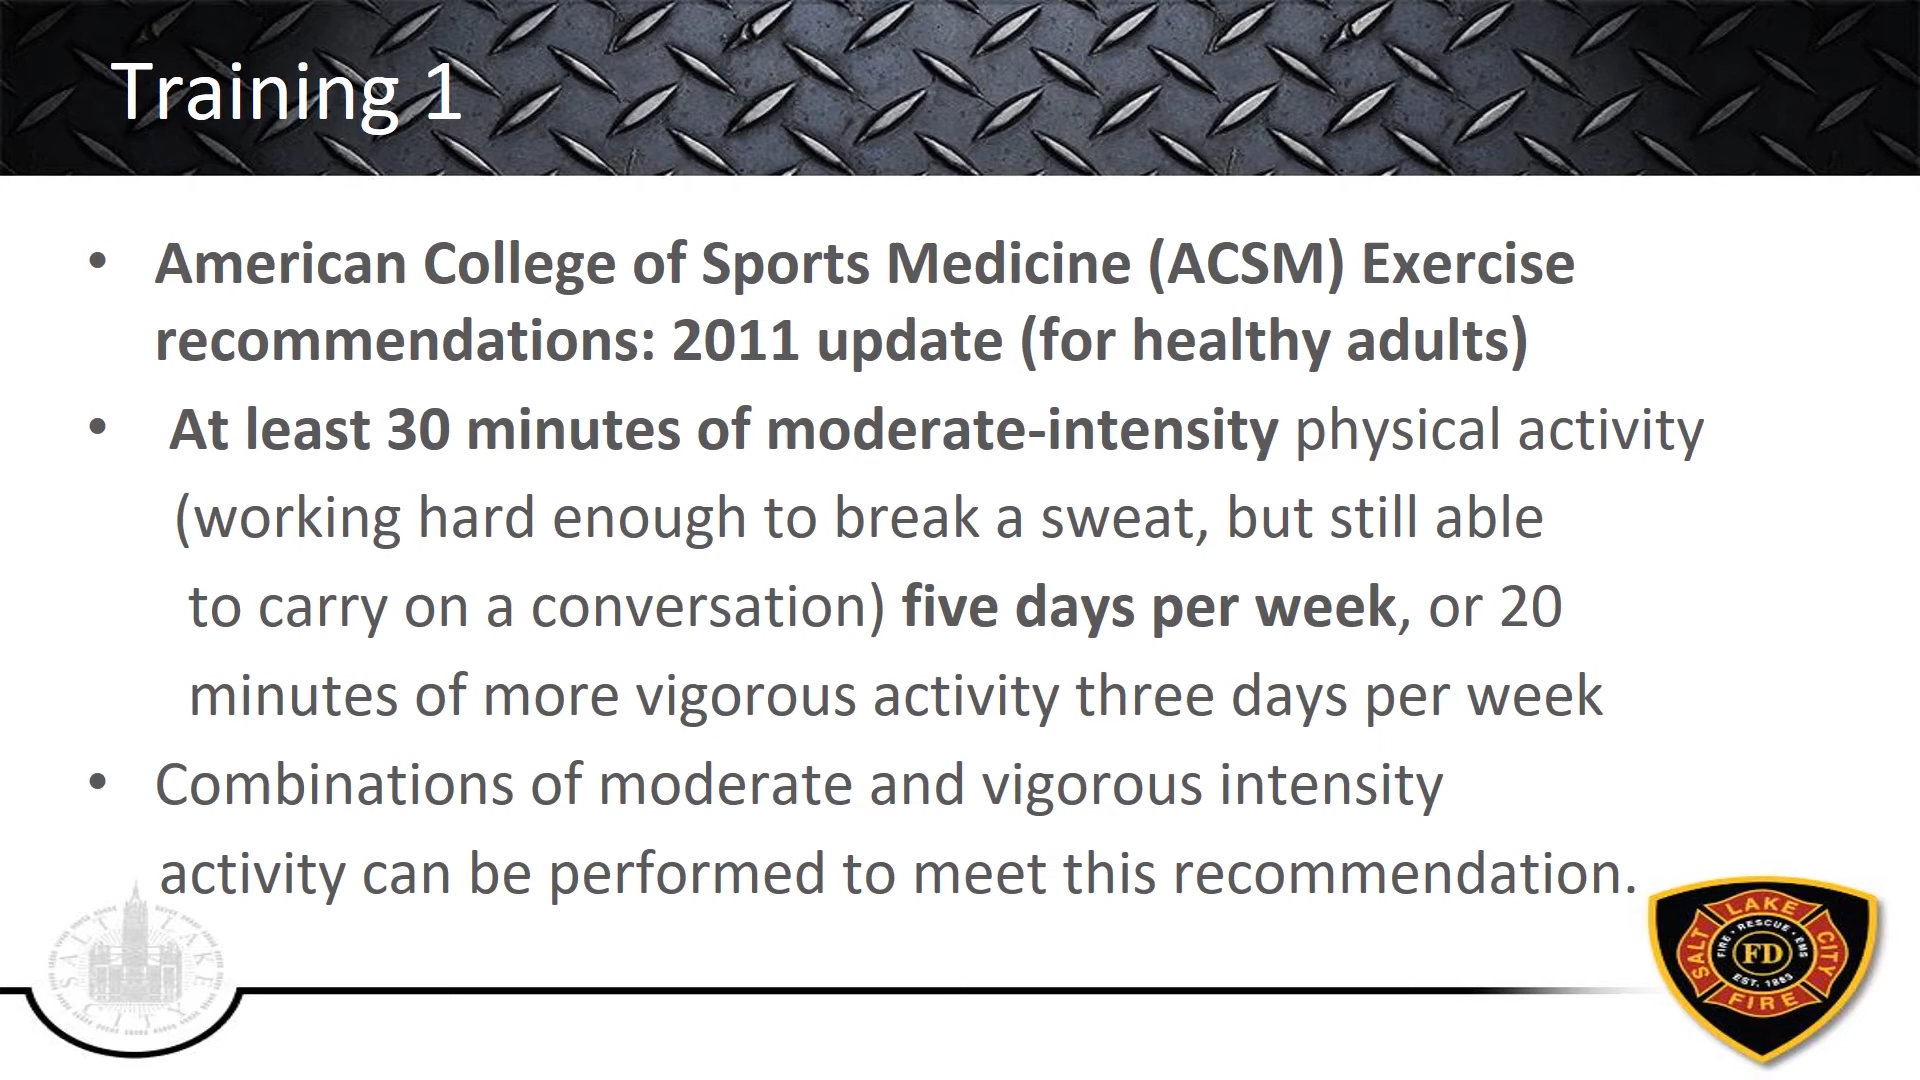 Training 1
• American College of Sports Medicine (ACSM) Exercise
recommendations: 2011 update (for healthy adults)
• At least 30 minutes of moderate-intensity physical activity
(working hard enough to break a sweat, but still able
to carry on a conversation) five days per week, or 20
minutes of more vigorous activity three days per week
• Combinations of moderate and vigorous intensity
activity can be performed to meet this recommendation.
SALT LAKE CITY
SALT LAKE CITY FIRE
FIRE • RESCUE • EMS
FD
EST. 1883